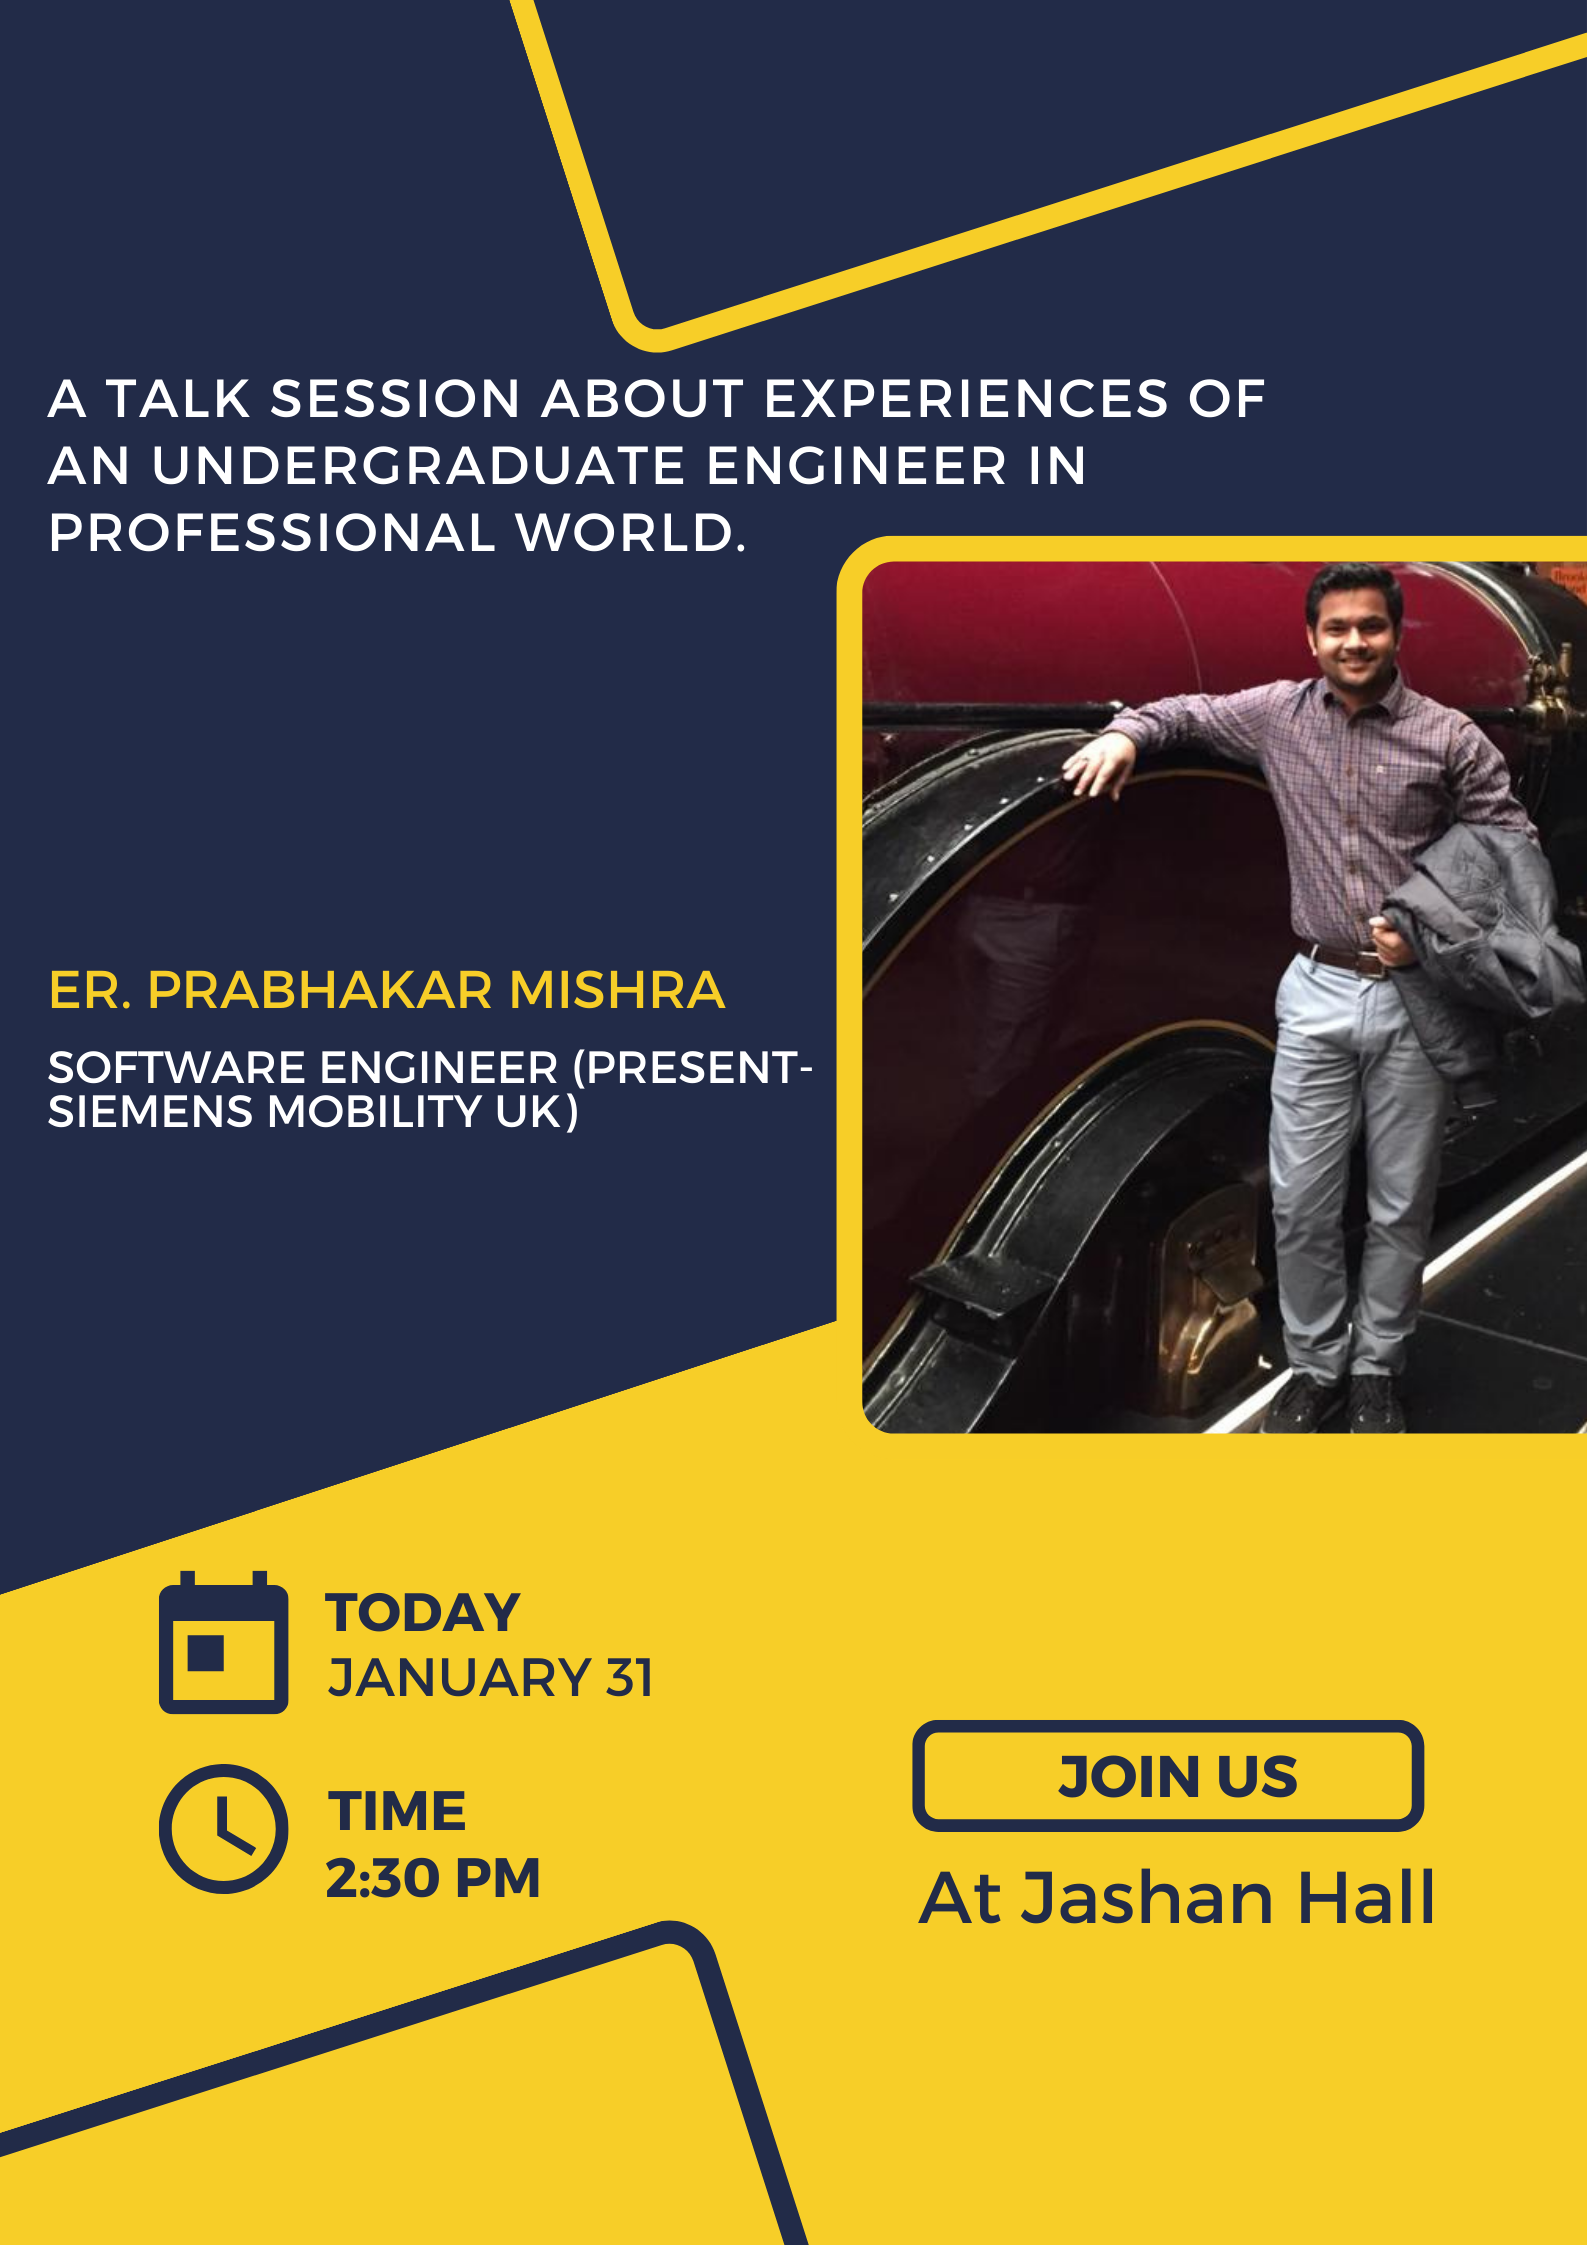 A TALK SESSION ABOUT EXPERIENCES OF
AN UNDERGRADUATE ENGINEER IN
PROFESSIONAL WORLD.
ER. PRABHAKAR MISHRA
SOFTWARE ENGINEER (PRESENT-
SIEMENS MOBILITY UK)
TODAY
JANUARY 31
TIME
2:30 PM
JOIN US
At Jashan Hall